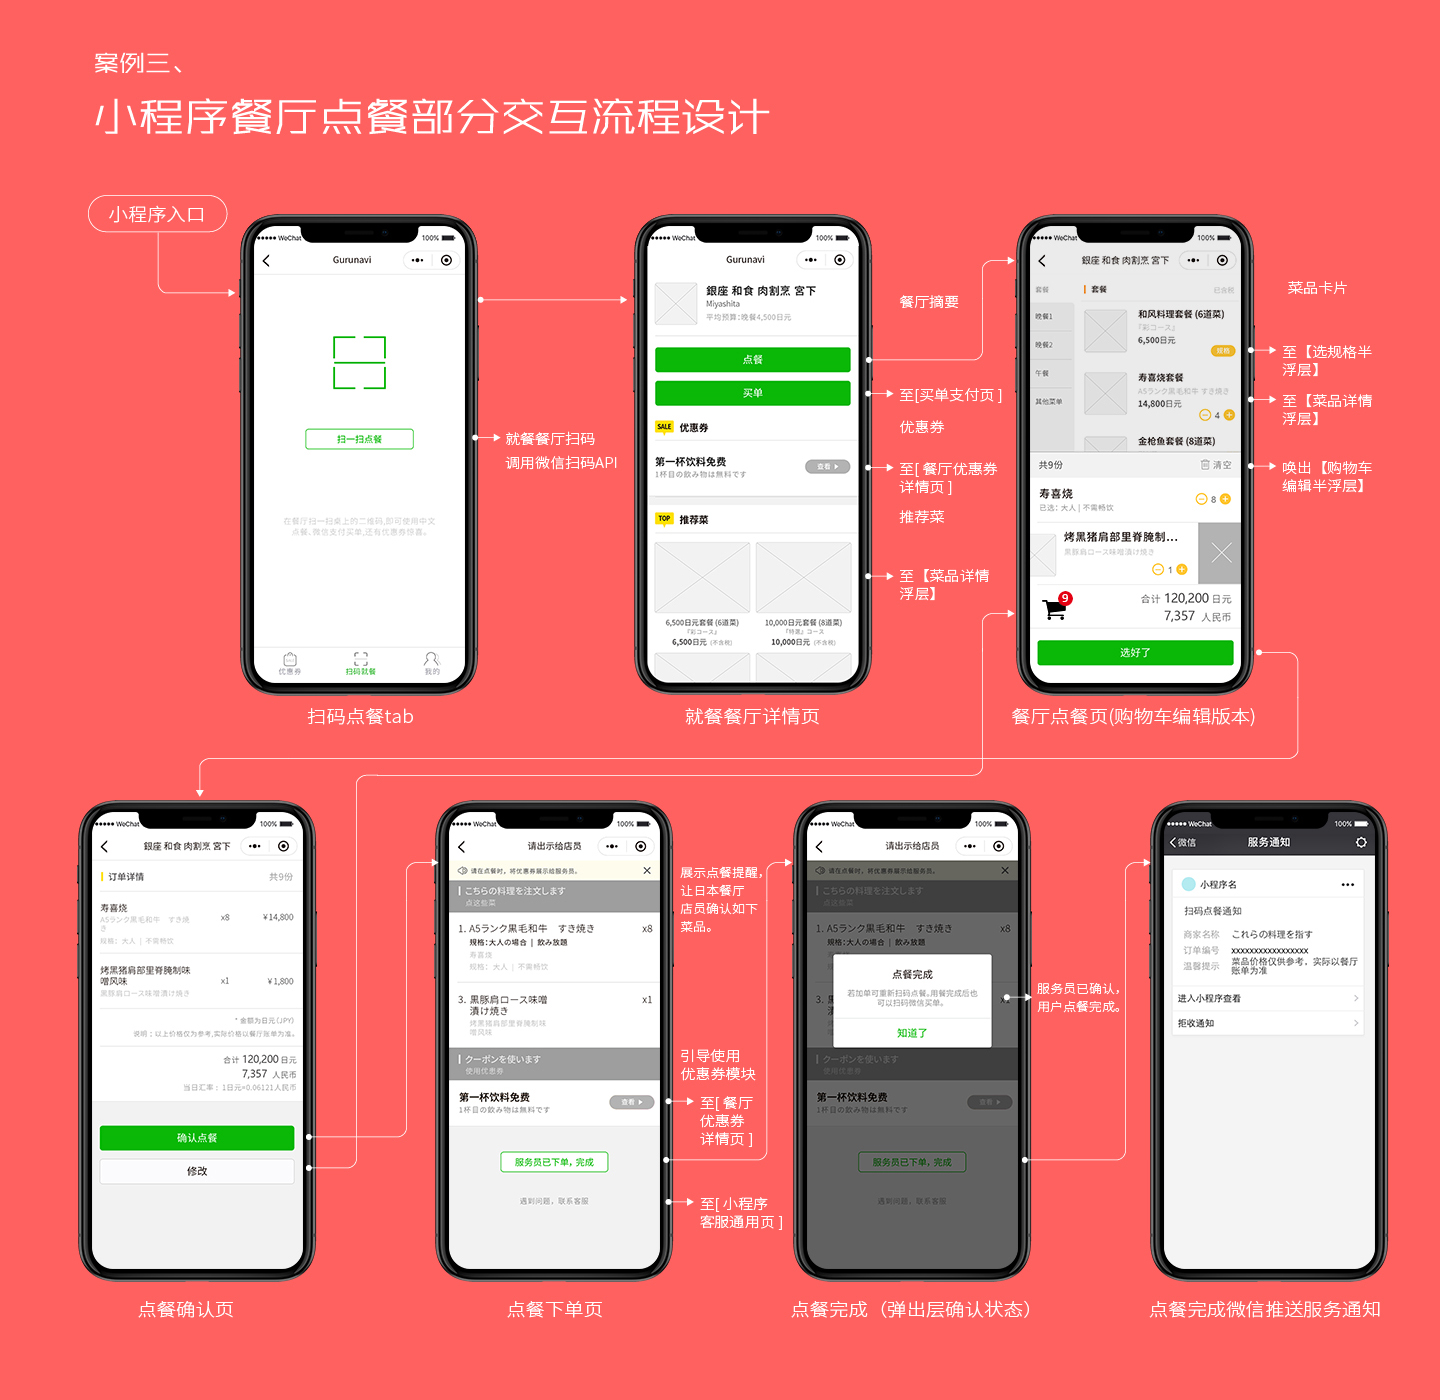 案例三、
小程序餐厅点餐部分交互流程设计
小程序入口
WeChat 100%
Gurunavi
扫一扫点餐
在餐厅扫一扫桌上的二维码,即可使用中文
点餐、微信支付买单,还有优惠券惊喜。
优惠券 扫码就餐 我的
就餐餐厅扫码
调用微信扫码API
扫码点餐tab
WeChat 100%
Gurunavi
銀座 和食 肉割烹 宮下
Miyashita
平均预算:晚餐4,500日元
点餐
买单
SALE 优惠券
第一杯饮料免费
1杯目の飲み物は無料です
查看
TOP 推荐菜
6,500日元套餐 (6道菜)
『彩コース』
6,500日元 (不含税)
10,000日元套餐 (8道菜)
『特選』コース
10,000日元 (不含税)
餐厅摘要
至[买单支付页 ]
优惠券
至[ 餐厅优惠券
详情页 ]
推荐菜
至【菜品详情
浮层】
就餐餐厅详情页
WeChat 100%
銀座 和食 肉割烹 宮下
套餐
晚餐1
晚餐2
午餐
其他菜单
套餐 已含税
和风料理套餐 (6道菜)
『彩コース』
6,500日元
规格
寿喜烧套餐
A5ランク黒毛和牛 すき焼き
14,800日元
4
金枪鱼套餐 (8道菜)
共9份 清空
寿喜烧
已选: 大人 | 不需畅饮
8
烤黑猪肩部里脊腌制...
黒豚肩ロース味噌漬け焼き
1
9
合计 120,200 日元
7,357 人民币
选好了
菜品卡片
至【选规格半
浮层】
至【菜品详情
浮层】
唤出【购物车
编辑半浮层】
餐厅点餐页(购物车编辑版本)
WeChat 100%
銀座 和食 肉割烹 宮下
订单详情 共9份
寿喜烧
A5ランク黒毛和牛 すき焼
き
规格: 大人 | 不需畅饮
x8 ￥14,800
烤黑猪肩部里脊腌制味
噌风味
黒豚肩ロース味噌漬け焼き
x1 ￥1,800
* 金额为日元(JPY)
说明：以上价格仅为参考,实际价格以餐厅账单为准。
合计 120,200 日元
7,357 人民币
当日汇率: 1日元=0.06121人民币
确认点餐
修改
点餐确认页
WeChat 100%
请出示给店员
请在点餐时，将优惠券展示给服务员。
こちらの料理を注文します
点这些菜
1. A5ランク黒毛和牛 すき焼き x8
规格:大人の場合 | 飲み放題
寿喜烧
规格: 大人 | 不需畅饮
3. 黒豚肩ロース味噌 x1
漬け焼き
烤黑猪肩部里脊腌制味
噌风味
クーポンを使います
使用优惠券
第一杯饮料免费
1杯目の飲み物は無料です
查看
服务员已下单，完成
遇到问题，联系客服
展示点餐提醒，
让日本餐厅
店员确认如下
菜品。
引导使用
优惠券模块
至[ 餐厅
优惠券
详情页 ]
至[ 小程序
客服通用页 ]
点餐下单页
WeChat 100%
请出示给店员
请在点餐时，将优惠券展示给服务员。
こちらの料理を注文します
点这些菜
1. A5ランク黒毛和牛 すき焼き x8
规格:大人の場合 | 飲み放題
点餐完成
若加单可重新扫码点餐,用餐完成后也
可以扫码微信买单。
知道了
クーポンを使います
使用优惠券
第一杯饮料免费
1杯目の飲み物は無料です
查看
服务员已下单，完成
遇到问题，联系客服
服务员已确认，
用户点餐完成。
点餐完成（弹出层确认状态）
WeChat 100%
微信 服务通知
小程序名
扫码点餐通知
商家名称 これらの料理を指す
订单编号 xxxxxxxxxxxxxxxxx
温馨提示 菜品价格仅供参考，实际以餐厅
账单为准
进入小程序查看
拒收通知
点餐完成微信推送服务通知